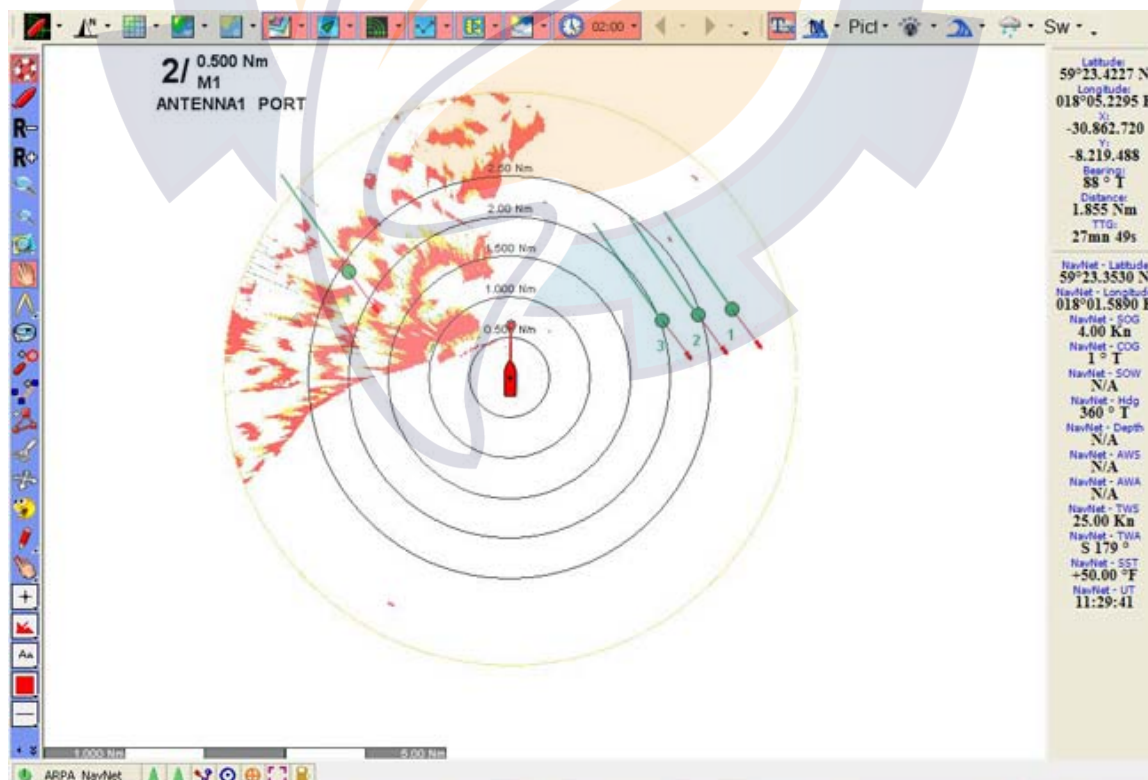 02:00
Tx
Pict
Sw
2/ 0.500 Nm
M1
ANTENNA1 PORT
R-
R+
AA
2.50 Nm
2.00 Nm
1.500 Nm
1.000 Nm
0.500 Nm
3
2
1
Latitude:
59°23.4227 N
Longitude:
018°05.2295 E
X:
-30.862.720
Y:
-8.219.488
Bearing:
88 ° T
Distance:
1.855 Nm
TTG:
27mn 49s
NavNet - Latitude
59°23.3530 N
NavNet - Longitude
018°01.5890 E
NavNet - SOG
4.00 Kn
NavNet - COG
1 ° T
NavNet - SOW
N/A
NavNet - Hdg
360 ° T
NavNet - Depth
N/A
NavNet - AWS
N/A
NavNet - AWA
N/A
NavNet - TWS
25.00 Kn
NavNet - TWA
S 179 °
NavNet - SST
+50.00 °F
NavNet - UT
11:29:41
1.000 Nm
5.00 Nm
ARPA NavNet